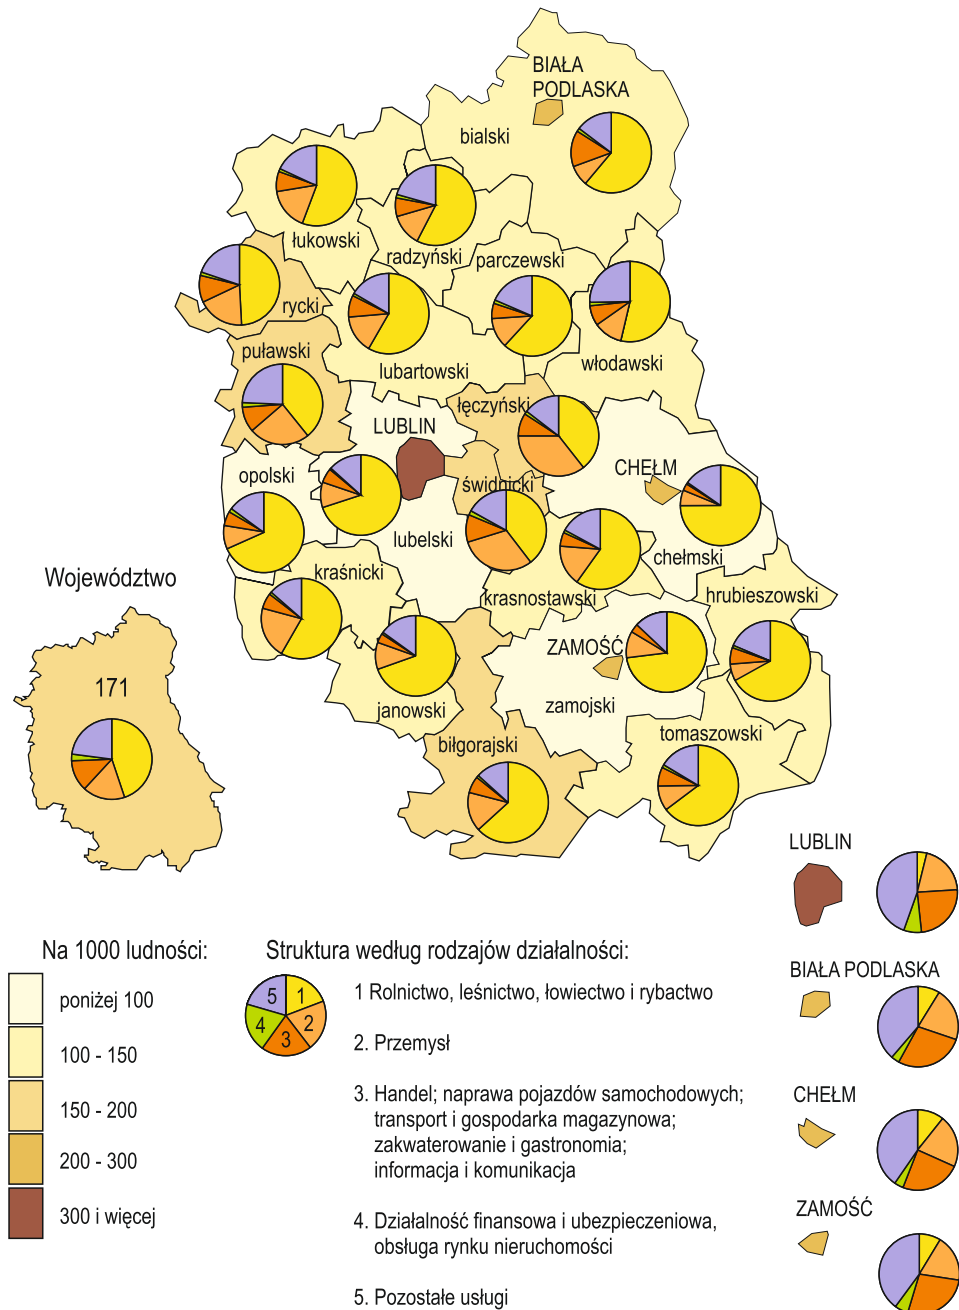 BIAŁA
PODLASKA
bialski
łukowski
radzyński
parczewski
rycki
puławski
lubartowski
włodawski
łęczyński
LUBLIN
opolski
świdnicki
CHEŁM
lubelski
chełmski
kraśnicki
krasnostawski
hrubieszowski
Województwo
171
ZAMOŚĆ
janowski
zamojski
biłgorajski
tomaszowski
LUBLIN
BIAŁA PODLASKA
CHEŁM
ZAMOŚĆ
Na 1000 ludności:
poniżej 100
100 - 150
150 - 200
200 - 300
300 i więcej
Struktura według rodzajów działalności:
5 1
4 2
3
1 Rolnictwo, leśnictwo, łowiectwo i rybactwo
2. Przemysł
3. Handel; naprawa pojazdów samochodowych;
transport i gospodarka magazynowa;
zakwaterowanie i gastronomia;
informacja i komunikacja
4. Działalność finansowa i ubezpieczeniowa,
obsługa rynku nieruchomości
5. Pozostałe usługi